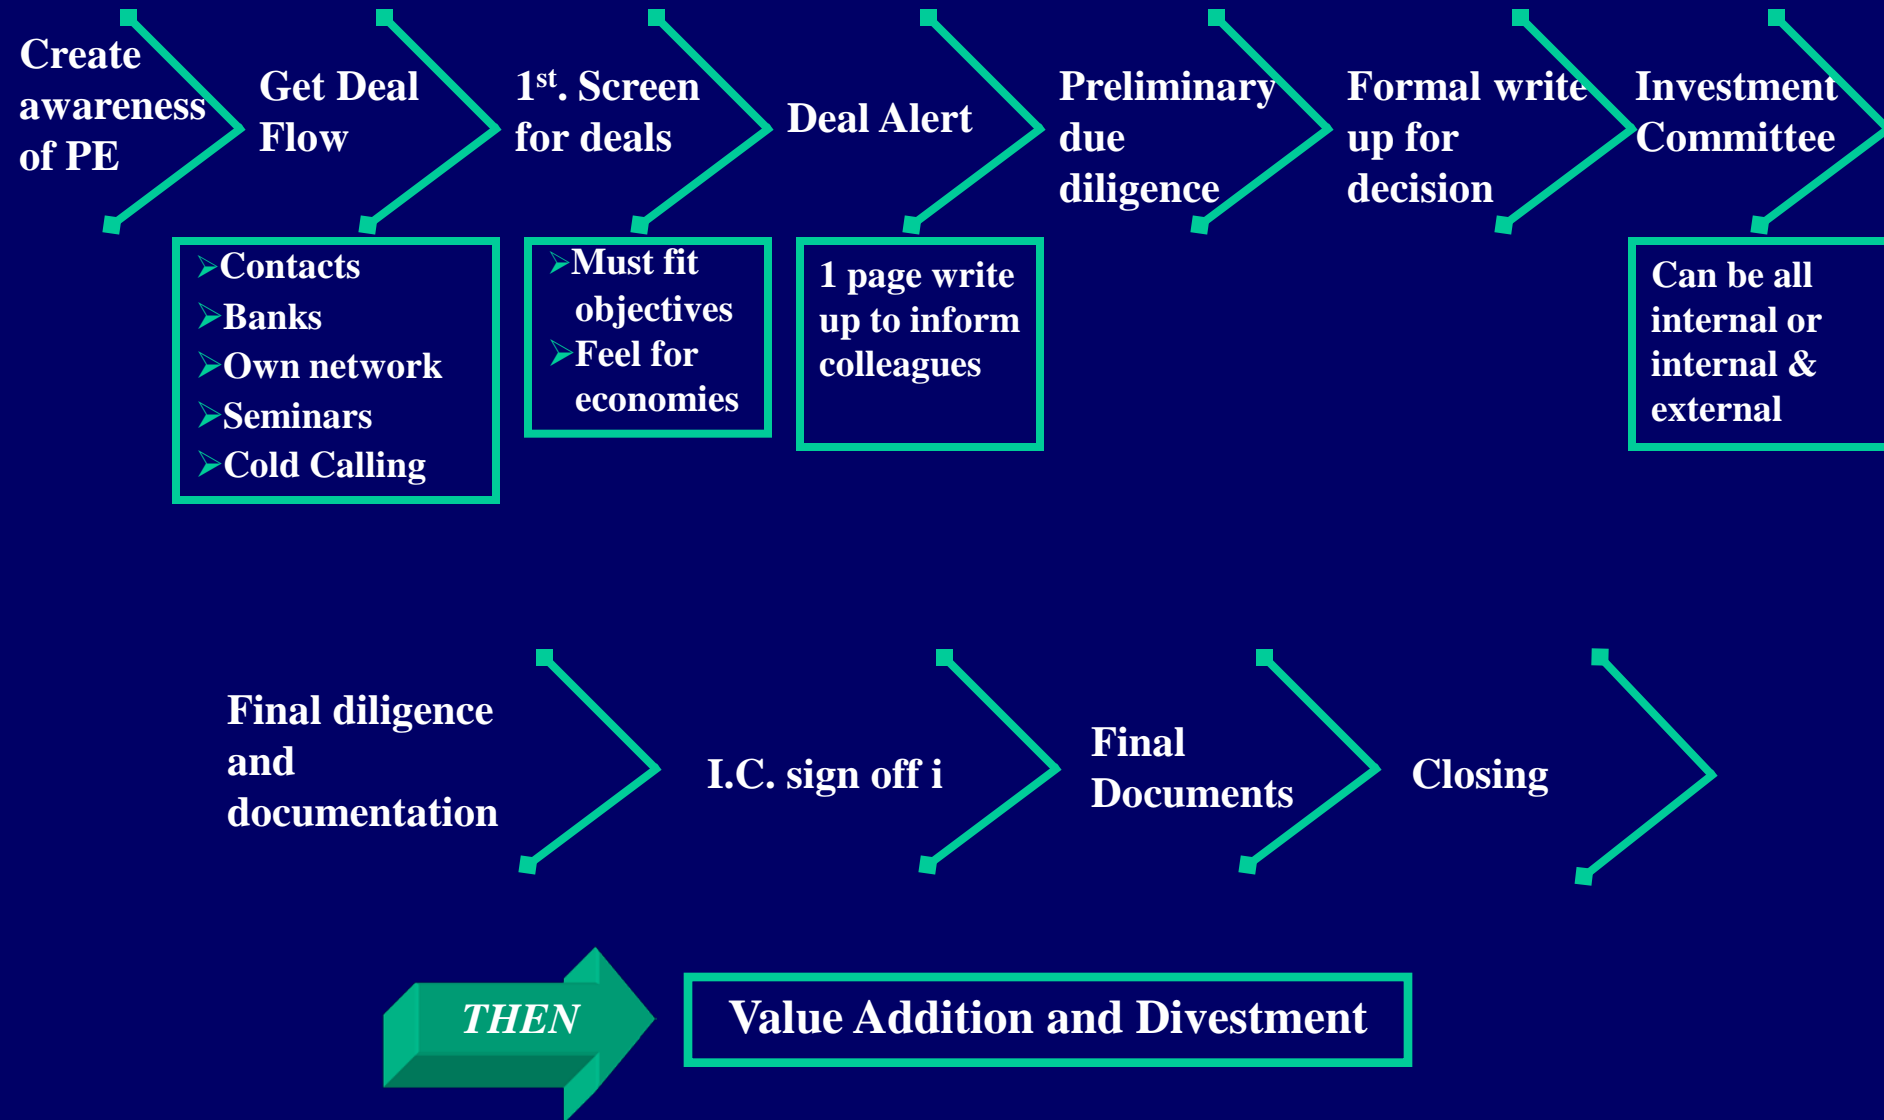 Create
awareness
of PE
Get Deal
Flow
1st. Screen
for deals
Deal Alert
Preliminary
due
diligence
Formal write
up for
decision
Investment
Committee
➢Contacts
➢Banks
➢Own network
➢Seminars
➢Cold Calling
➢Must fit
objectives
➢Feel for
economies
1 page write
up to inform
colleagues
Can be all
internal or
internal &
external
Final diligence
and
documentation
I.C. sign off i
Final
Documents
Closing
THEN
Value Addition and Divestment